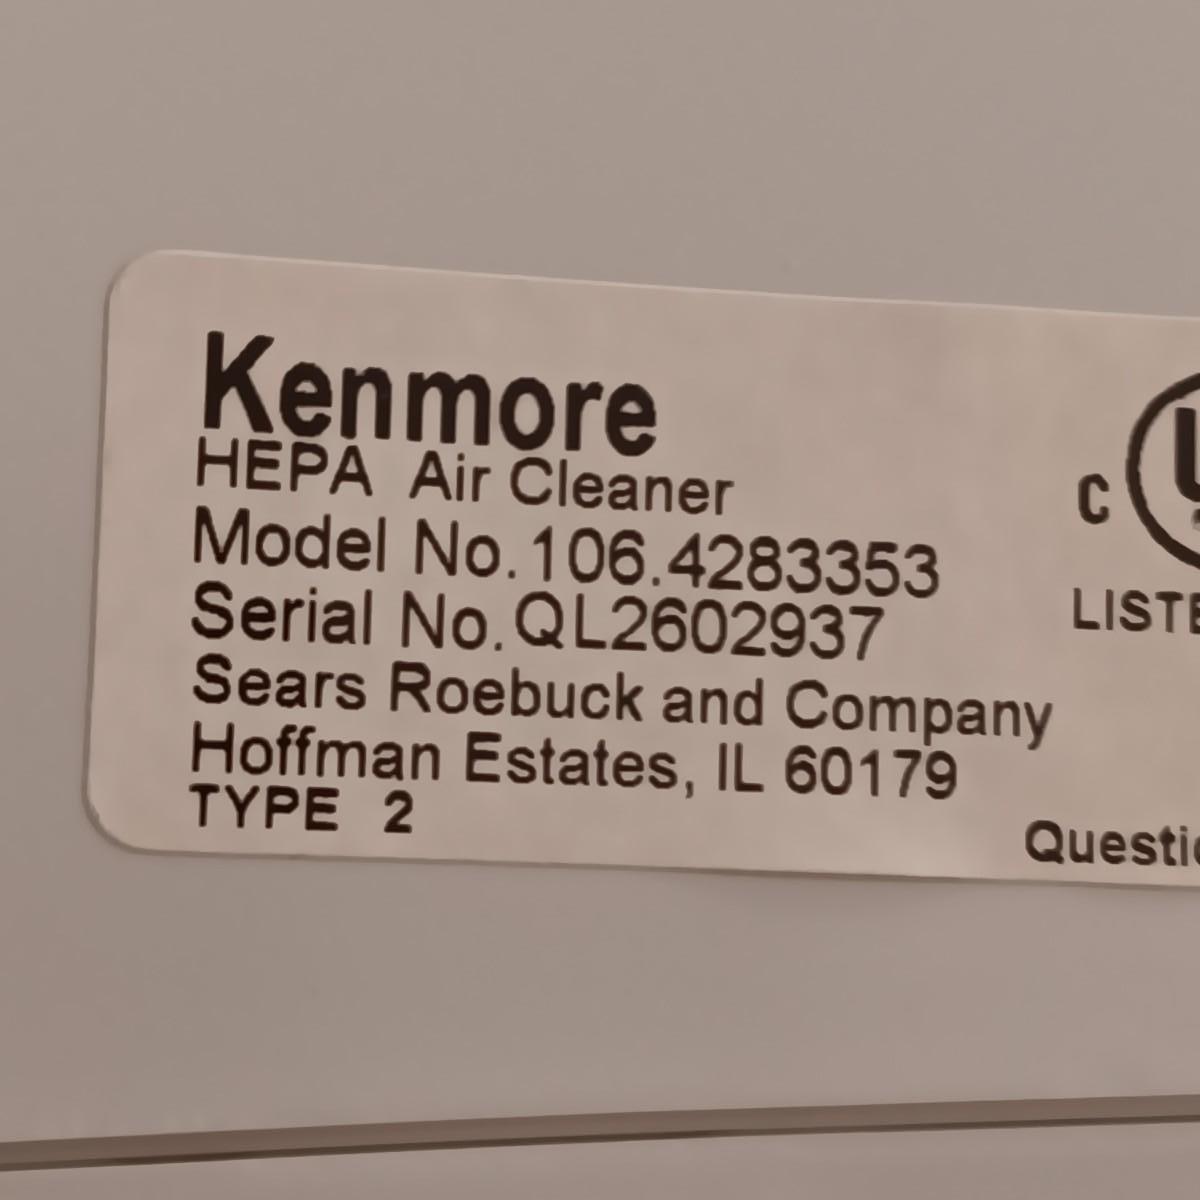 Kenmore
HEPA Air Cleaner
Model No.106.4283353
Serial No.QL2602937
Sears Roebuck and Company
Hoffman Estates, IL 60179
TYPE 2
C